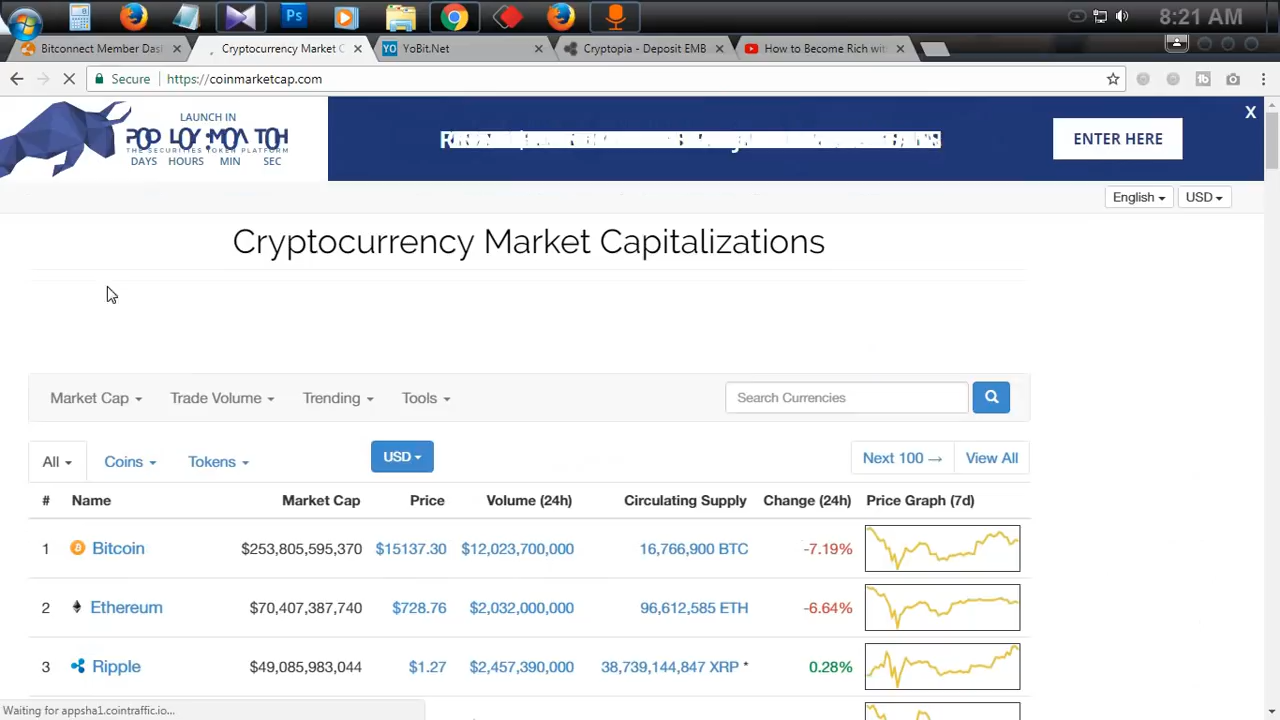 8:21 AM
Bitconnect Member Das
Cryptocurrency Market C
YoBit.Net
Cryptopia - Deposit EMB
How to Become Rich wit
Secure
https://coinmarketcap.com
LAUNCH IN
THE SECURITIES TOKEN PLATFORM
DAYS HOURS MIN SEC
ENTER HERE
X
English
USD
Cryptocurrency Market Capitalizations
Market Cap Trade Volume Trending Tools
Search Currencies
All Coins Tokens USD Next 100 → View All
# Name Market Cap Price Volume (24h) Circulating Supply Change (24h) Price Graph (7d)
1 Bitcoin $253,805,595,370 $15137.30 $12,023,700,000 16,766,900 BTC -7.19%
2 Ethereum $70,407,387,740 $728.76 $2,032,000,000 96,612,585 ETH -6.64%
3 Ripple $49,085,983,044 $1.27 $2,457,390,000 38,739,144,847 XRP * 0.28%
Waiting for appsha1.cointraffic.io...